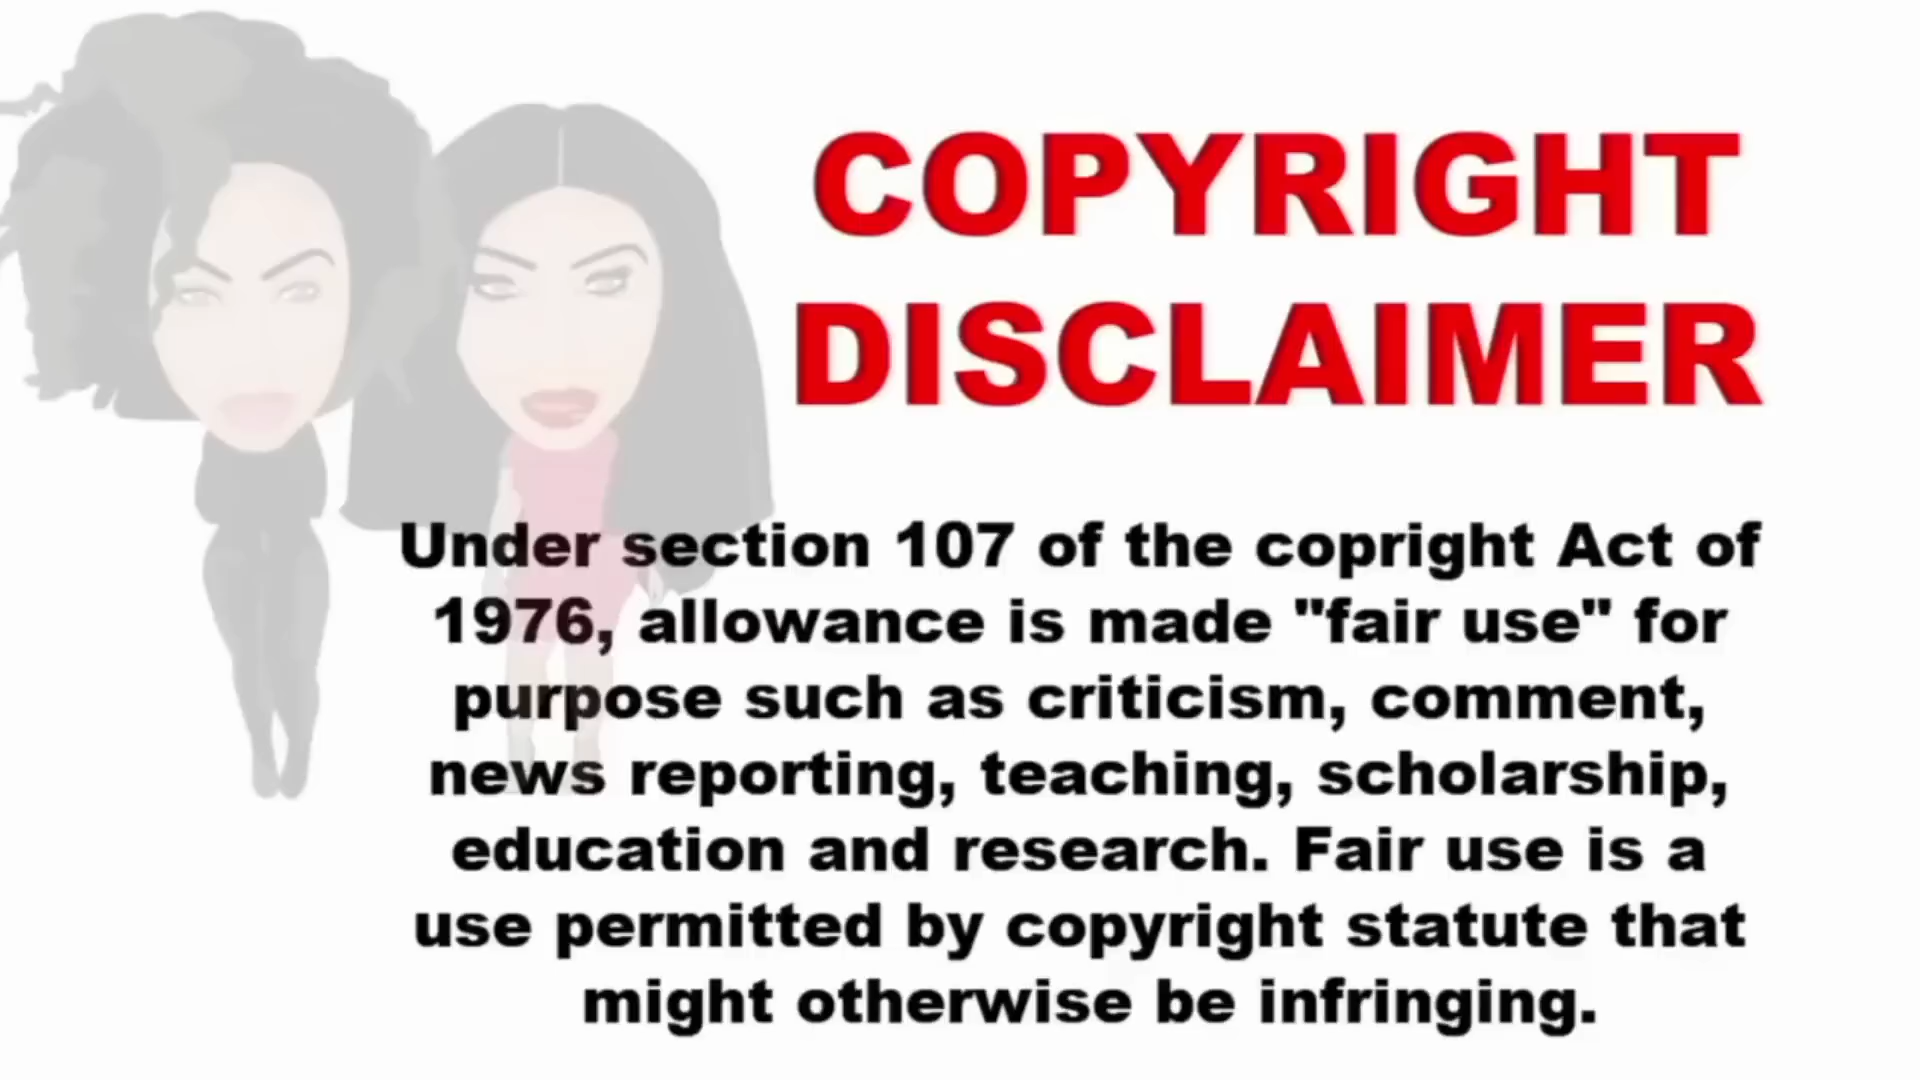 COPYRIGHT
DISCLAIMER
Under section 107 of the copright Act of
1976, allowance is made "fair use" for
purpose such as criticism, comment,
news reporting, teaching, scholarship,
education and research. Fair use is a
use permitted by copyright statute that
might otherwise be infringing.